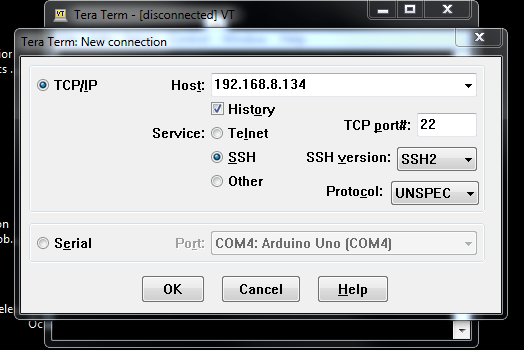 Tera Term - [disconnected] VT
Tera Term: New connection
TCP/IP
Host: 192.168.8.134
History
Service: Telnet
TCP port#: 22
SSH
SSH version: SSH2
Other
Protocol: UNSPEC
Serial
Port: COM4: Arduino Uno (COM4)
OK Cancel Help